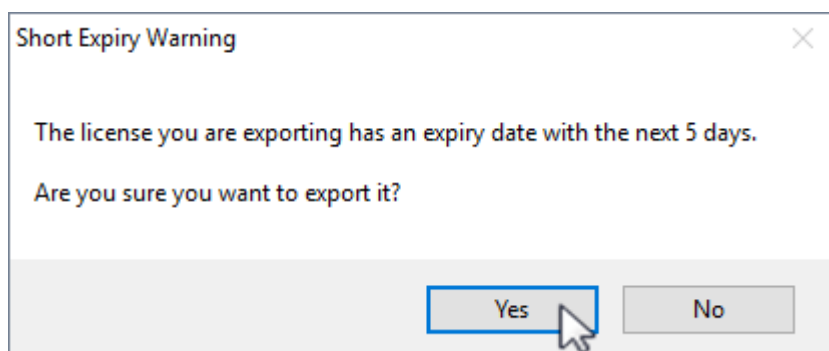 Short Expiry Warning
The license you are exporting has an expiry date with the next 5 days.
Are you sure you want to export it?
Yes
No